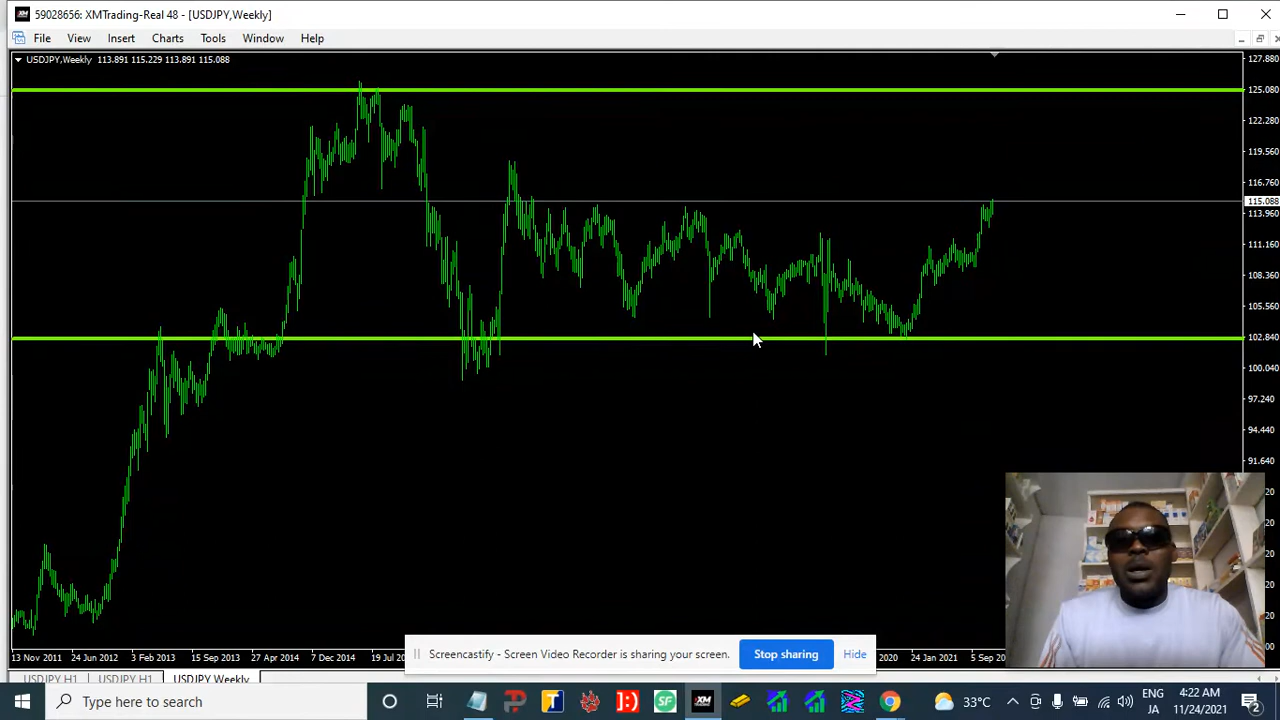 59028656: XMTrading-Real 48 - [USDJPY,Weekly]
File View Insert Charts Tools Window Help
USDJPY,Weekly 113.891 115.229 113.891 115.088
127.880
125.080
122.280
119.560
116.760
115.088
113.960
111.160
108.360
105.560
102.840
100.040
97.240
94.440
91.640
13 Nov 2011 24 Jun 2012 3 Feb 2013 15 Sep 2013 27 Apr 2014 7 Dec 2014 19 Jul 2020 24 Jan 2021 5 Sep
Screencastify - Screen Video Recorder is sharing your screen.
Stop sharing
Hide
USDJPY,H1 USDJPY,H1 USDJPY,Weekly
Type here to search
33°C
ENG
JA
4:22 AM
11/24/2021
2